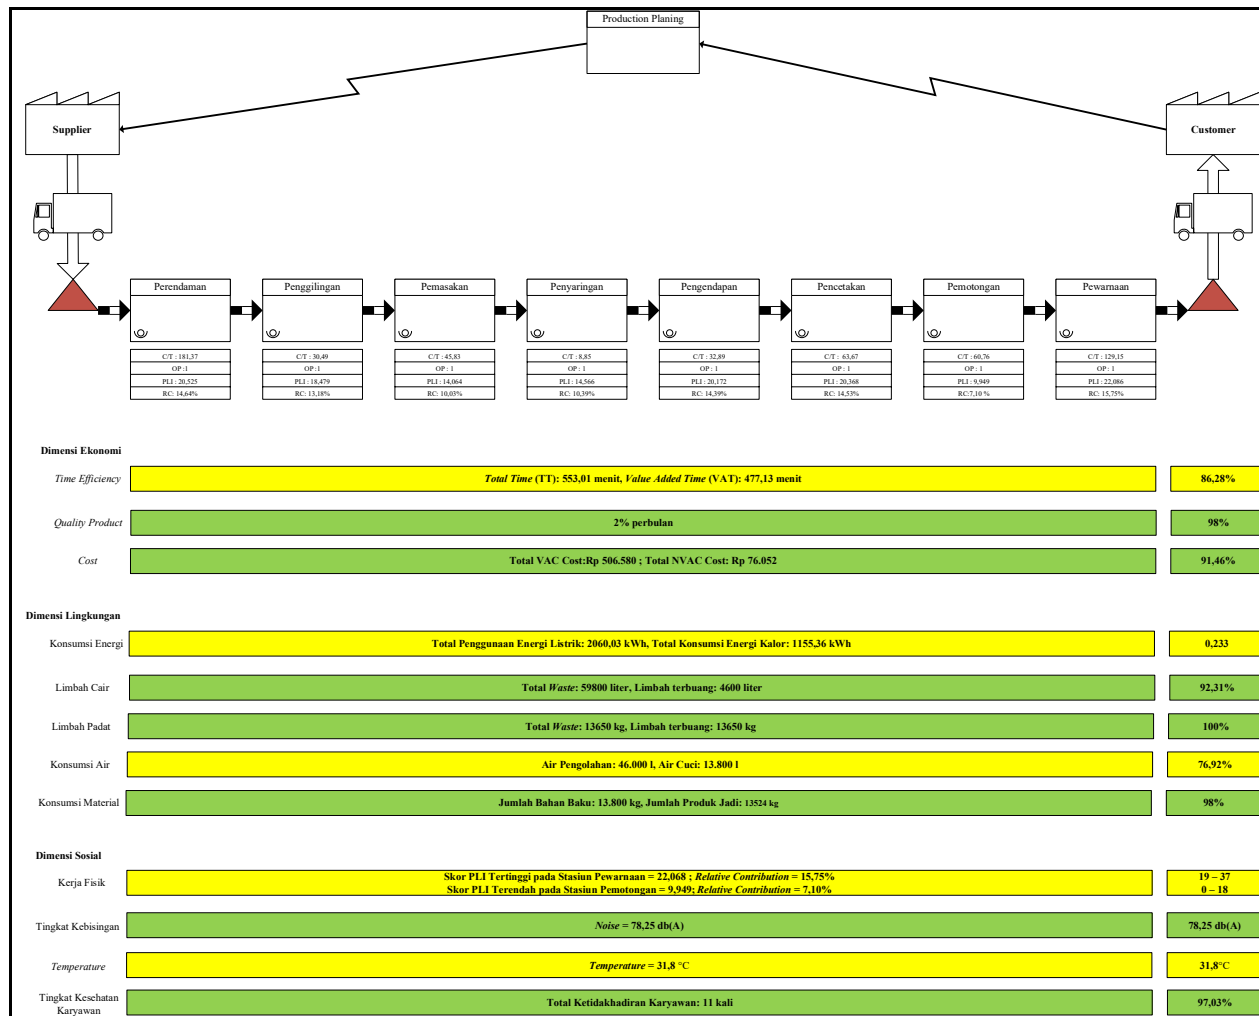 Production Planing
Supplier
Customer
Perendaman
Penggilingan
Pemasakan
Penyaringan
Pengendapan
Pencetakan
Pemotongan
Pewarnaan
C/T : 181,37
OP :1
PLI : 20,525
RC: 14,64%
C/T : 30,49
OP :1
PLI : 18,479
RC: 13,18%
C/T : 45,83
OP : 1
PLI : 14,064
RC: 10,03%
C/T : 8,85
OP : 1
PLI : 14,566
RC: 10,39%
C/T : 32,89
OP : 1
PLI : 20,172
RC: 14,39%
C/T : 63,67
OP : 1
PLI : 20,368
RC: 14,53%
C/T : 60,76
OP : 1
PLI : 9,949
RC:7,10 %
C/T : 129,15
OP : 1
PLI : 22,086
RC: 15,75%
Dimensi Ekonomi
Time Efficiency
Total Time (TT): 553,01 menit, Value Added Time (VAT): 477,13 menit
86,28%
Quality Product
2% perbulan
98%
Cost
Total VAC Cost:Rp 506.580 ; Total NVAC Cost: Rp 76.052
91,46%
Dimensi Lingkungan
Konsumsi Energi
Total Penggunaan Energi Listrik: 2060,03 kWh, Total Konsumsi Energi Kalor: 1155,36 kWh
0,233
Limbah Cair
Total Waste: 59800 liter, Limbah terbuang: 4600 liter
92,31%
Limbah Padat
Total Waste: 13650 kg, Limbah terbuang: 13650 kg
100%
Konsumsi Air
Air Pengolahan: 46.000 l, Air Cuci: 13.800 l
76,92%
Konsumsi Material
Jumlah Bahan Baku: 13.800 kg, Jumlah Produk Jadi: 13524 kg
98%
Dimensi Sosial
Kerja Fisik
Skor PLI Tertinggi pada Stasiun Pewarnaan = 22,068 ; Relative Contribution = 15,75%
Skor PLI Terendah pada Stasiun Pemotongan = 9,949; Relative Contribution = 7,10%
19 – 37
0 – 18
Tingkat Kebisingan
Noise = 78,25 db(A)
78,25 db(A)
Temperature
Temperature = 31,8 °C
31,8°C
Tingkat Kesehatan
Karyawan
Total Ketidakhadiran Karyawan: 11 kali
97,03%